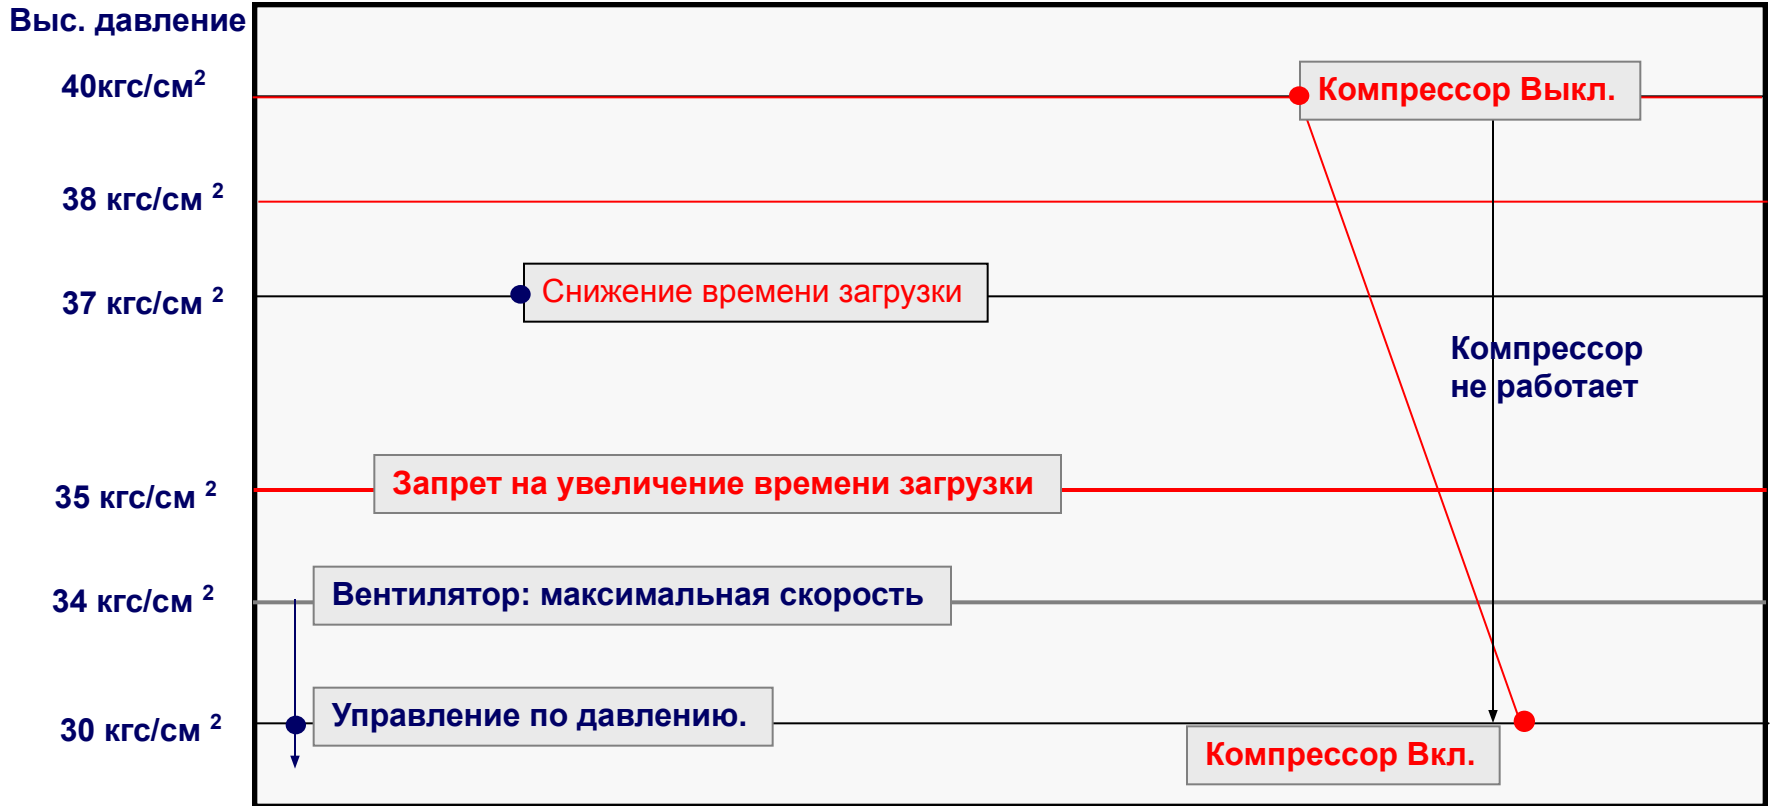 Выс. давление
40кгс/см²
Компрессор Выкл.
38 кгс/см ²
37 кгс/см ²
Снижение времени загрузки
Компрессор
не работает
35 кгс/см ²
Запрет на увеличение времени загрузки
34 кгс/см ²
Вентилятор: максимальная скорость
30 кгс/см ²
Управление по давлению.
Компрессор Вкл.